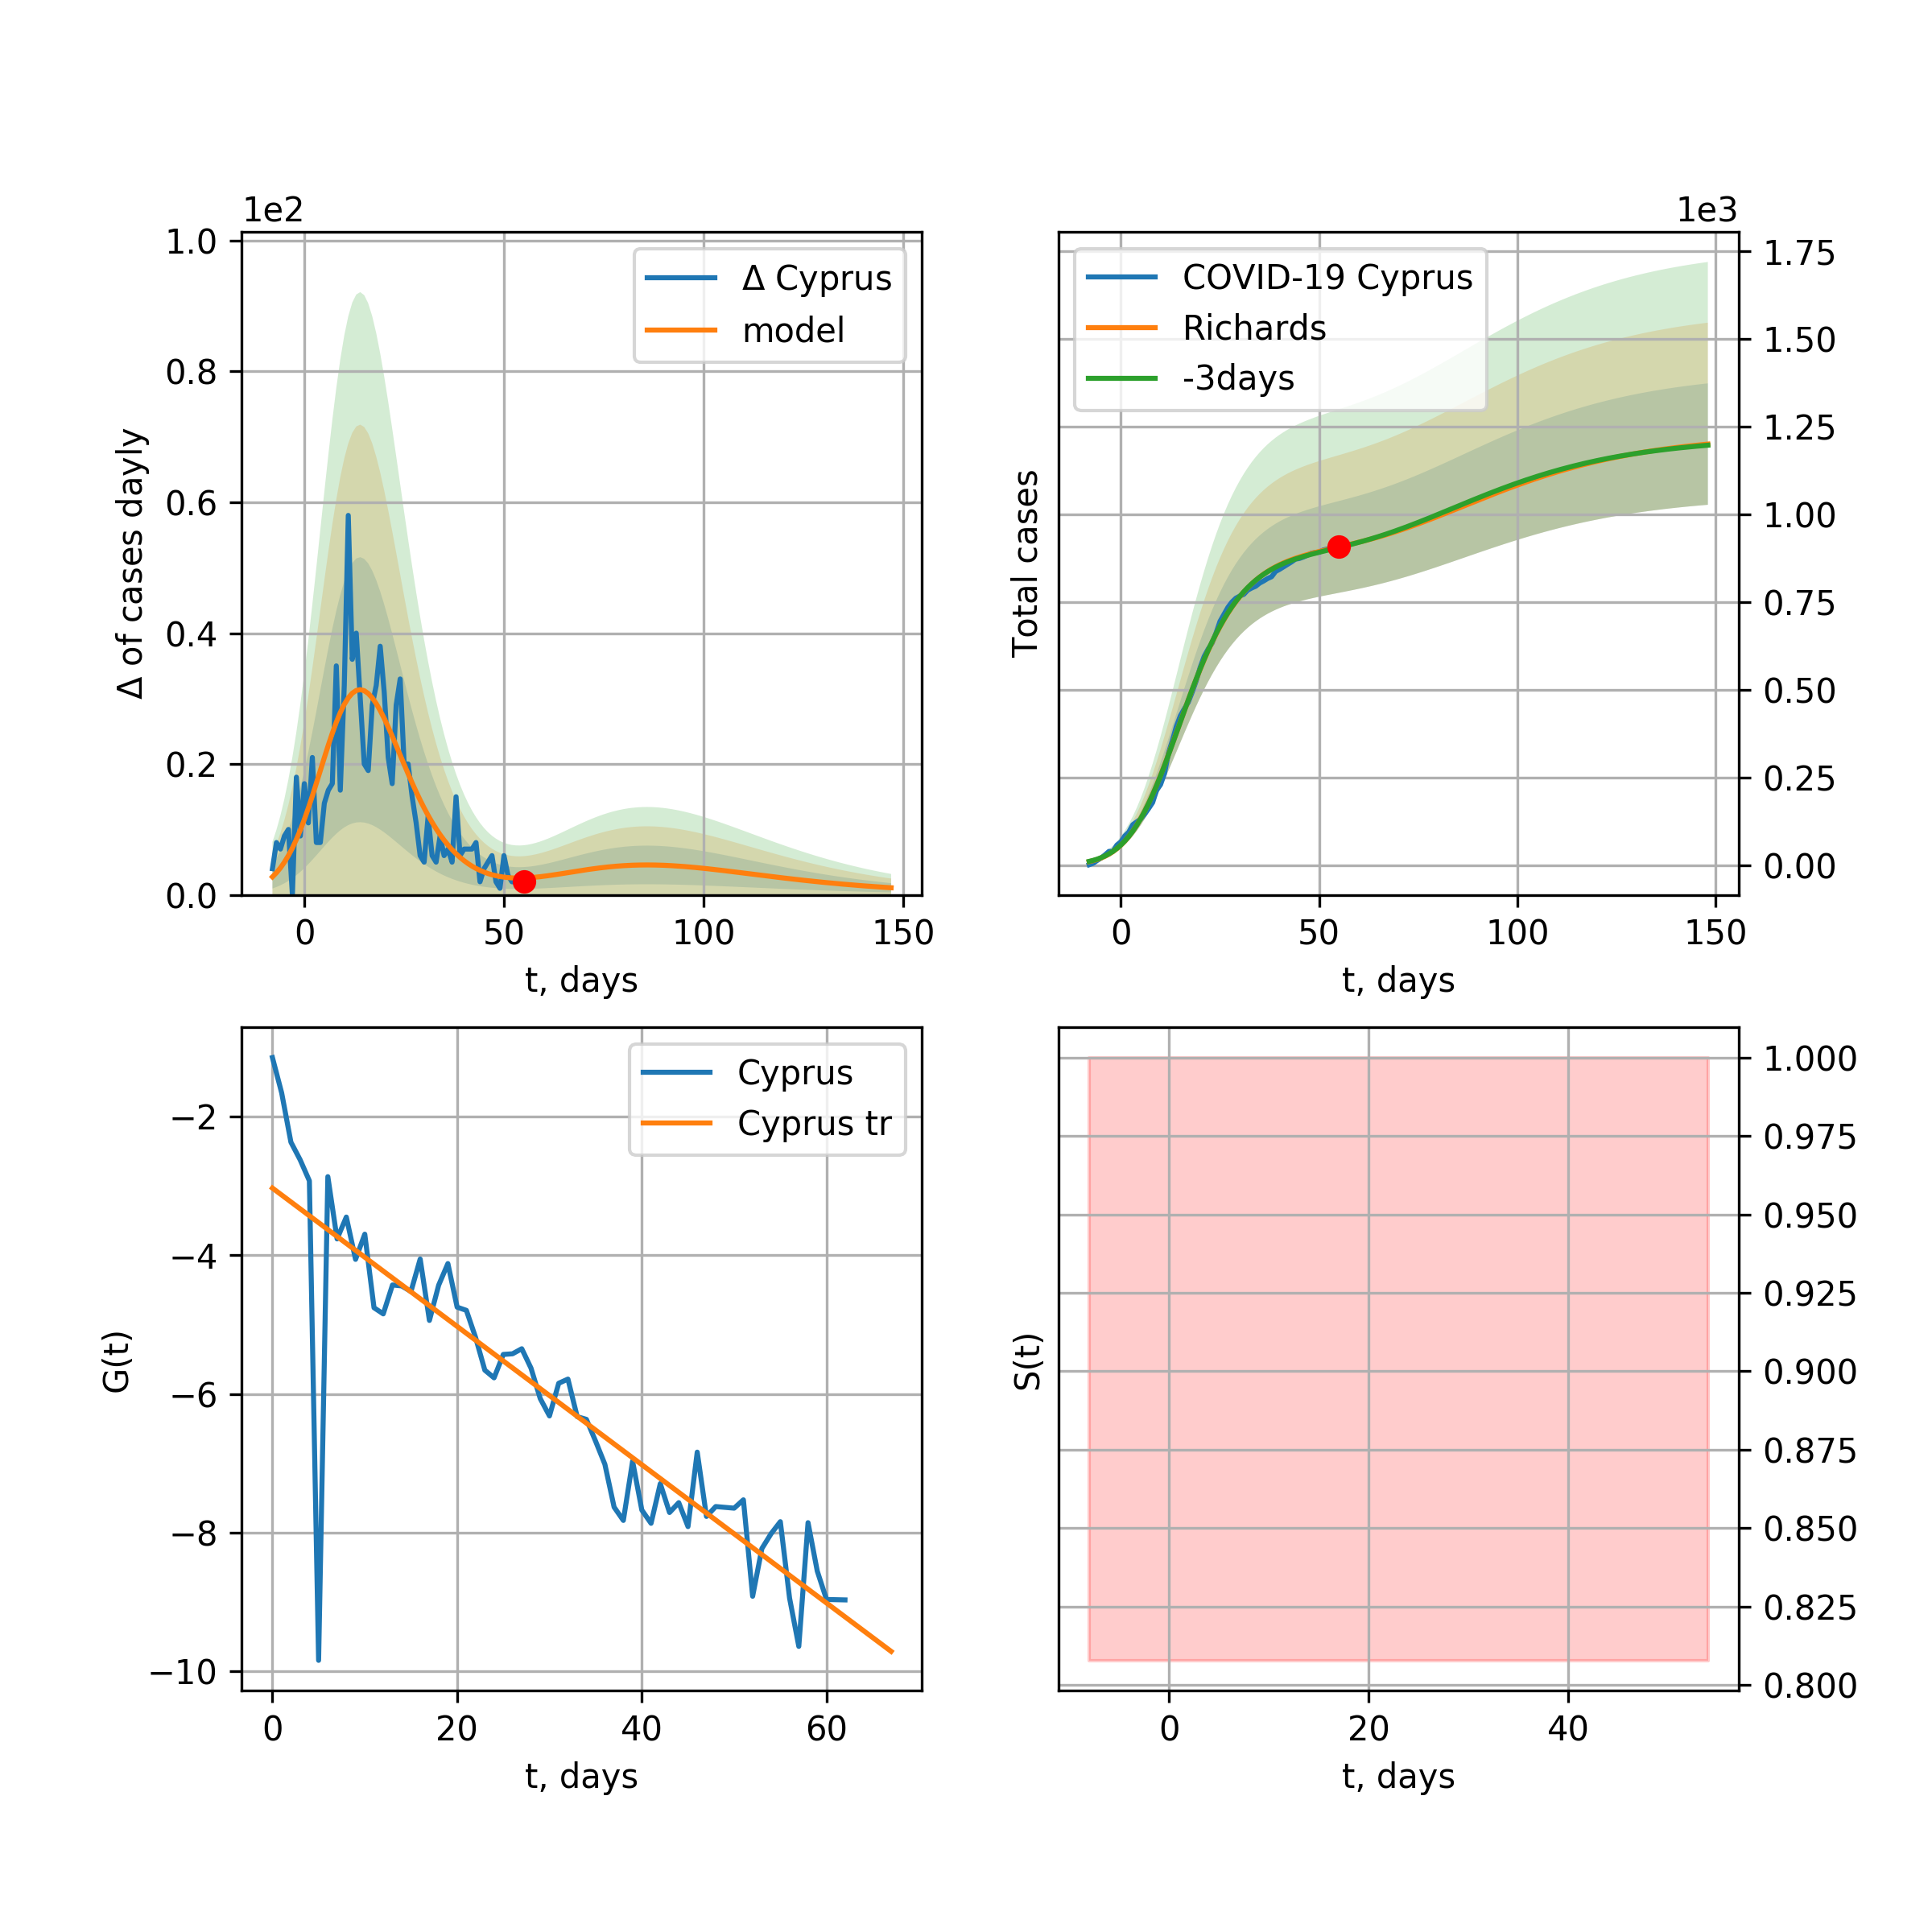 1e2
1.0
0.8
0.6
0.4
0.2
0.0
Δ of cases dayly
Δ Cyprus
model
0 50 100 150
t, days
1e3
COVID-19 Cyprus
Richards
-3days
Total cases
1.75
1.50
1.25
1.00
0.75
0.50
0.25
0.00
0 50 100 150
t, days
−2
−4
−6
−8
−10
G(t)
Cyprus
Cyprus tr
0 20 40 60
t, days
S(t)
1.000
0.975
0.950
0.925
0.900
0.875
0.850
0.825
0.800
0 20 40
t, days